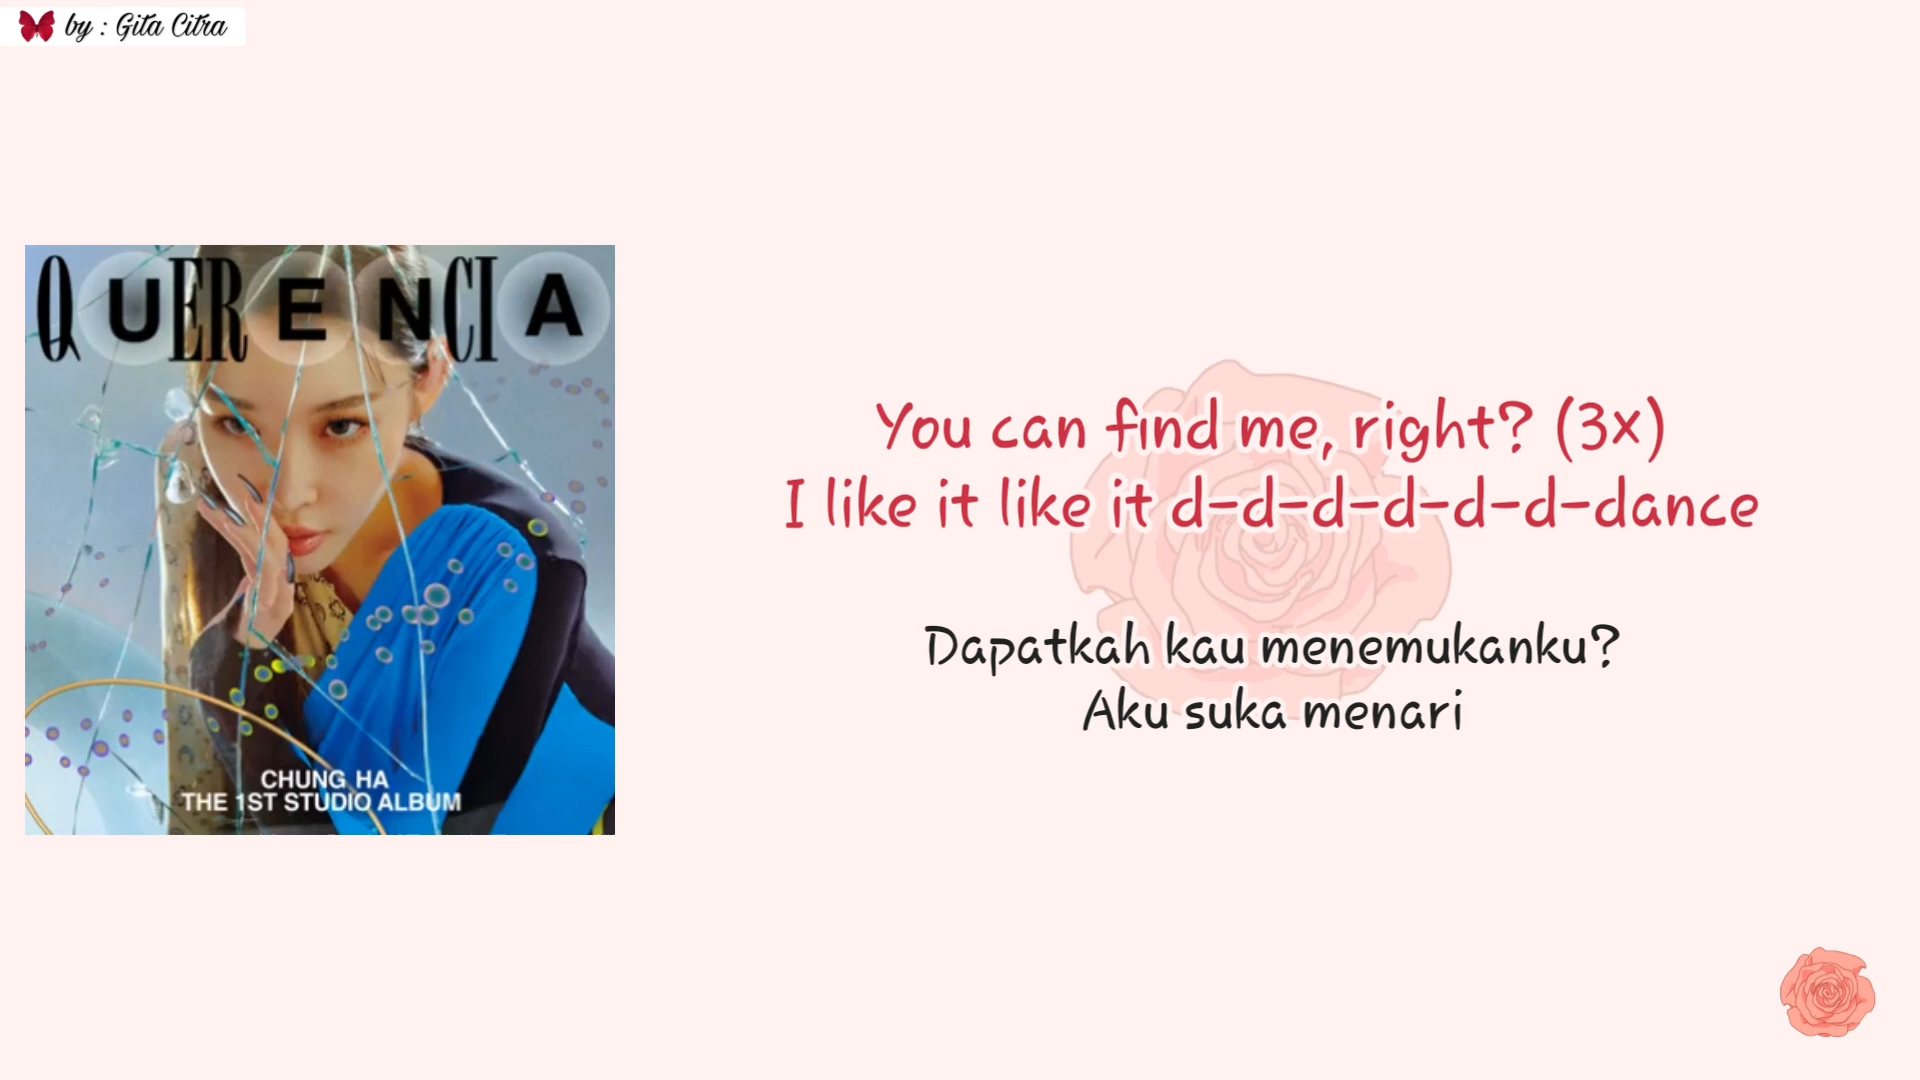 by : Gita Citra
QUERENCIA
CHUNG HA
THE 1ST STUDIO ALBUM
You can find me, right? (3x)
I like it like it d-d-d-d-d-d-dance
Dapatkah kau menemukanku?
Aku suka menari